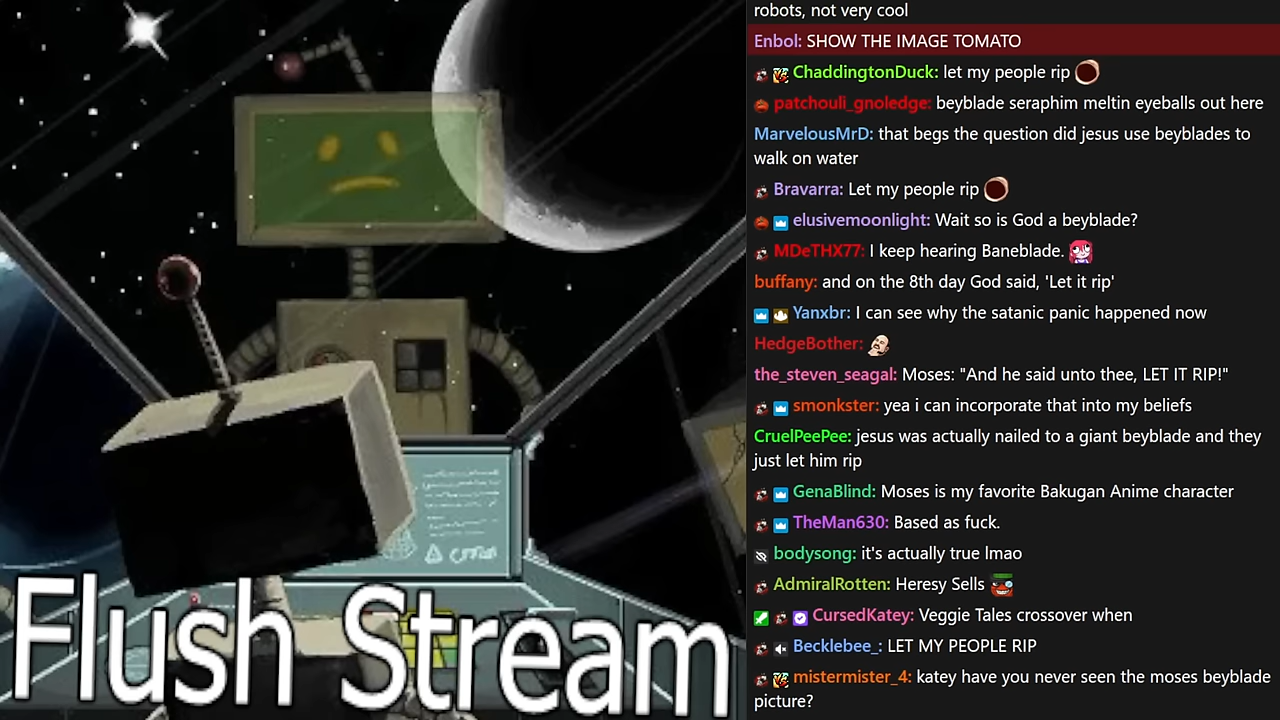 robots, not very cool
Enbol: SHOW THE IMAGE TOMATO
ChaddingtonDuck: let my people rip
patchouli_gnoledge: beyblade seraphim meltin eyeballs out here
MarvelousMrD: that begs the question did jesus use beyblades to
walk on water
Bravarra: Let my people rip
elusivemoonlight: Wait so is God a beyblade?
MDeTHX77: I keep hearing Baneblade.
buffany: and on the 8th day God said, 'Let it rip'
Yanxbr: I can see why the satanic panic happened now
HedgeBother:
the_steven_seagal: Moses: "And he said unto thee, LET IT RIP!"
smonkster: yea i can incorporate that into my beliefs
CruelPeePee: jesus was actually nailed to a giant beyblade and they
just let him rip
GenaBlind: Moses is my favorite Bakugan Anime character
TheMan630: Based as fuck.
bodysong: it's actually true lmao
AdmiralRotten: Heresy Sells
CursedKatey: Veggie Tales crossover when
Becklebee_: LET MY PEOPLE RIP
mistermister_4: katey have you never seen the moses beyblade
picture?
Flush Stream